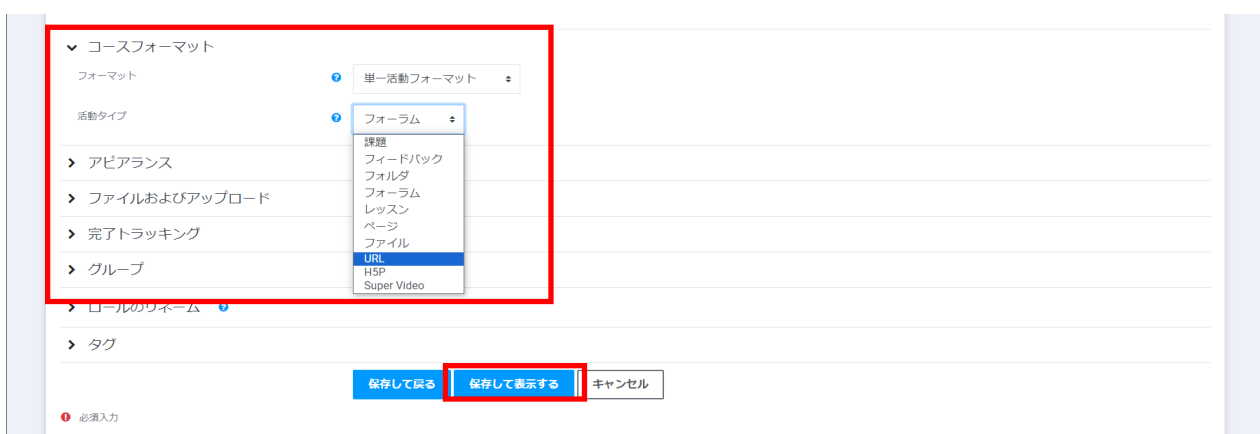 コースフォーマット
フォーマット
単一活動フォーマット
活動タイプ
フォーラム
課題
フィードバック
フォルダ
フォーラム
レッスン
ページ
ファイル
URL
H5P
Super Video
アピアランス
ファイルおよびアップロード
完了トラッキング
グループ
ロールのリネーム
タグ
保存して戻る 保存して表示する キャンセル
必須入力